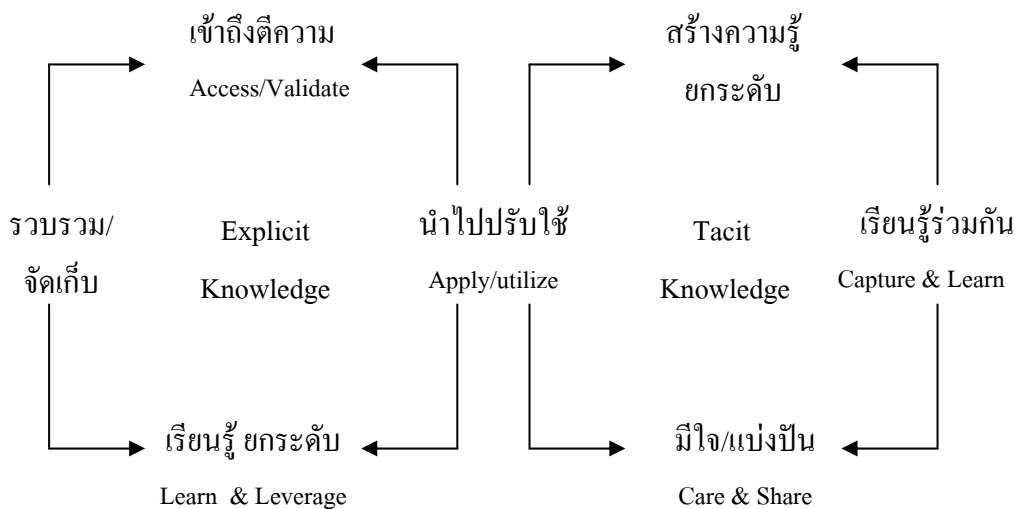 เข้าถึงตีความ
Access/Validate
สร้างความรู้
ยกระดับ
รวบรวม/
จัดเก็บ
Explicit
Knowledge
นำไปปรับใช้
Apply/utilize
Tacit
Knowledge
เรียนรู้ร่วมกัน
Capture & Learn
เรียนรู้ ยกระดับ
Learn & Leverage
มีใจ/แบ่งปัน
Care & Share